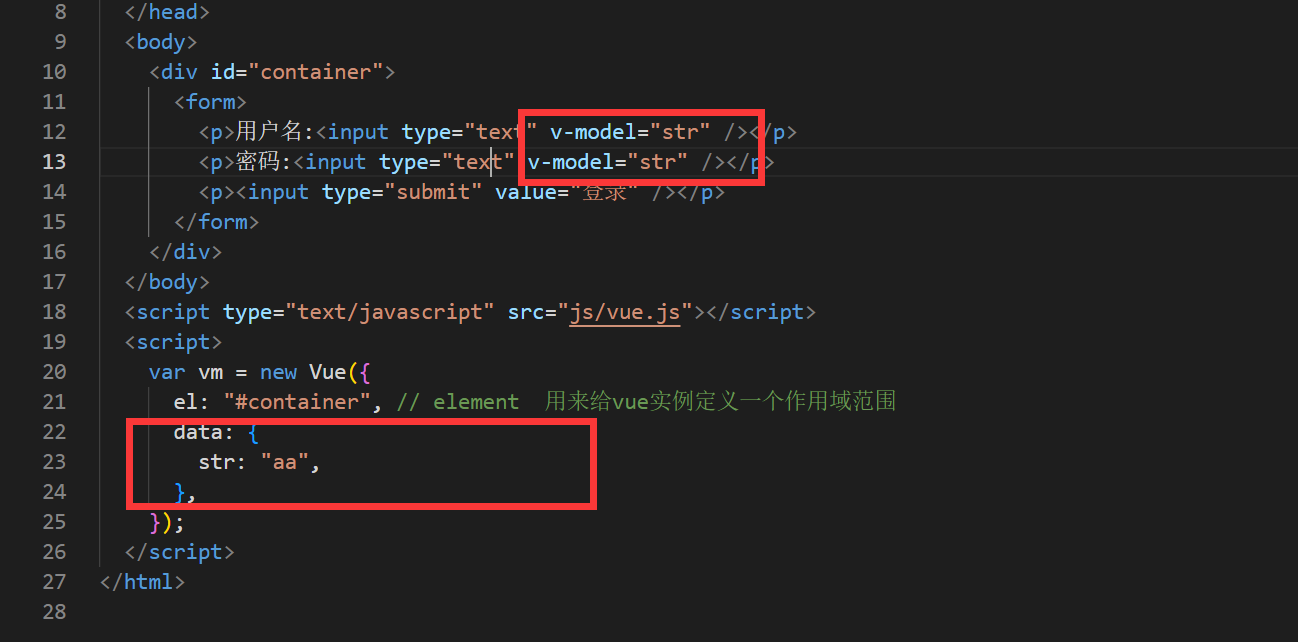 8 </head>
9 <body>
10 <div id="container">
11 <form>
12 <p>用户名:<input type="text" v-model="str" /></p>
13 <p>密码:<input type="text" v-model="str" /></p>
14 <p><input type="submit" value="登录" /></p>
15 </form>
16 </div>
17 </body>
18 <script type="text/javascript" src="js/vue.js"></script>
19 <script>
20 var vm = new Vue({
21 el: "#container", // element 用来给vue实例定义一个作用域范围
22 data: {
23 str: "aa",
24 },
25 });
26 </script>
27 </html>
28